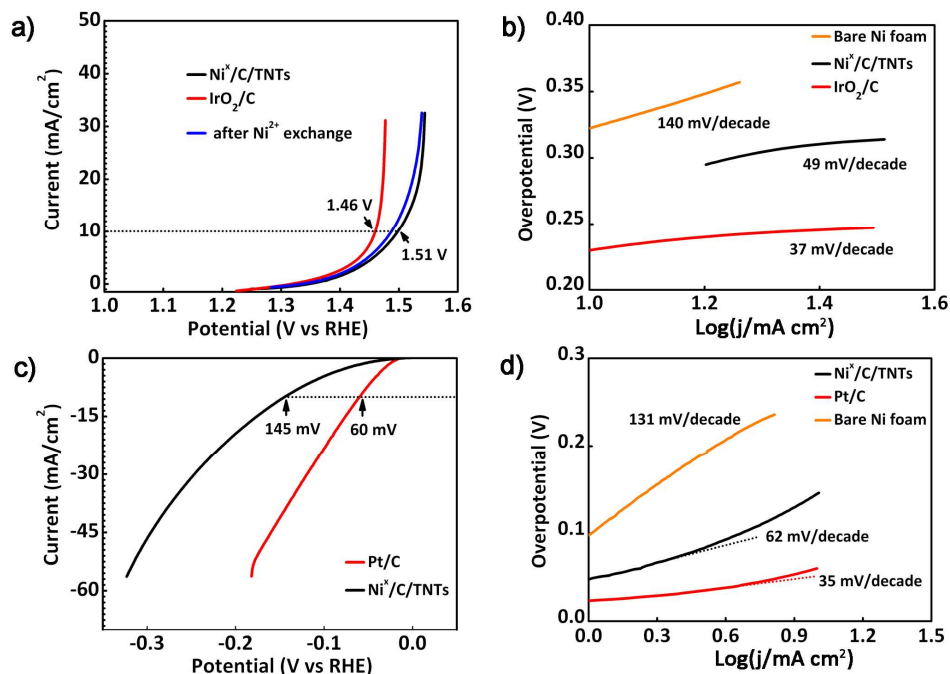 a)
Current (mA/cm²)
50
40
30
20
10
0
Niˣ/C/TNTs
IrO₂/C
after Ni²⁺ exchange
1.46 V
1.51 V
1.0 1.1 1.2 1.3 1.4 1.5 1.6
Potential (V vs RHE)
b)
Overpotential (V)
0.40
0.35
0.30
0.25
0.20
Bare Ni foam
Niˣ/C/TNTs
IrO₂/C
140 mV/decade
49 mV/decade
37 mV/decade
1.0 1.2 1.4 1.6
Log(j/mA cm²)
c)
Current (mA/cm²)
0
-15
-30
-45
-60
145 mV
60 mV
Pt/C
Niˣ/C/TNTs
-0.3 -0.2 -0.1 0.0
Potential (V vs RHE)
d)
Overpotential (V)
0.3
0.2
0.1
0.0
Niˣ/C/TNTs
Pt/C
Bare Ni foam
131 mV/decade
62 mV/decade
35 mV/decade
0.0 0.3 0.6 0.9 1.2 1.5
Log(j/mA cm²)